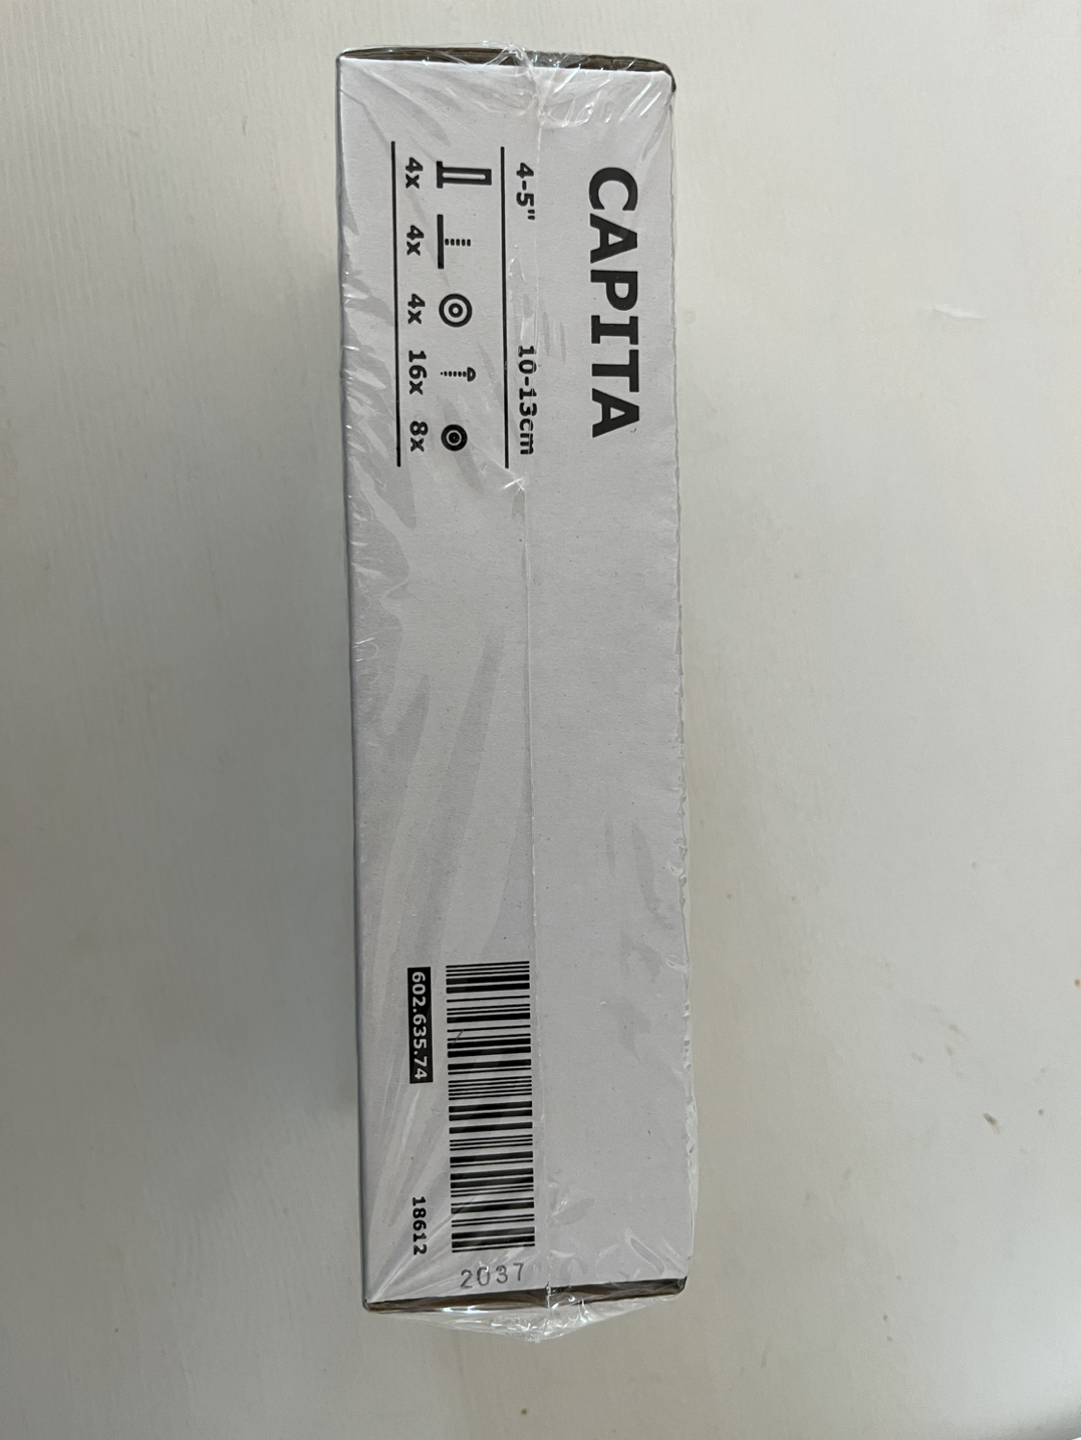 CAPITA
4-5" 10-13cm
4x 4x 4x 16x 8x
602.635.74
18612
2037